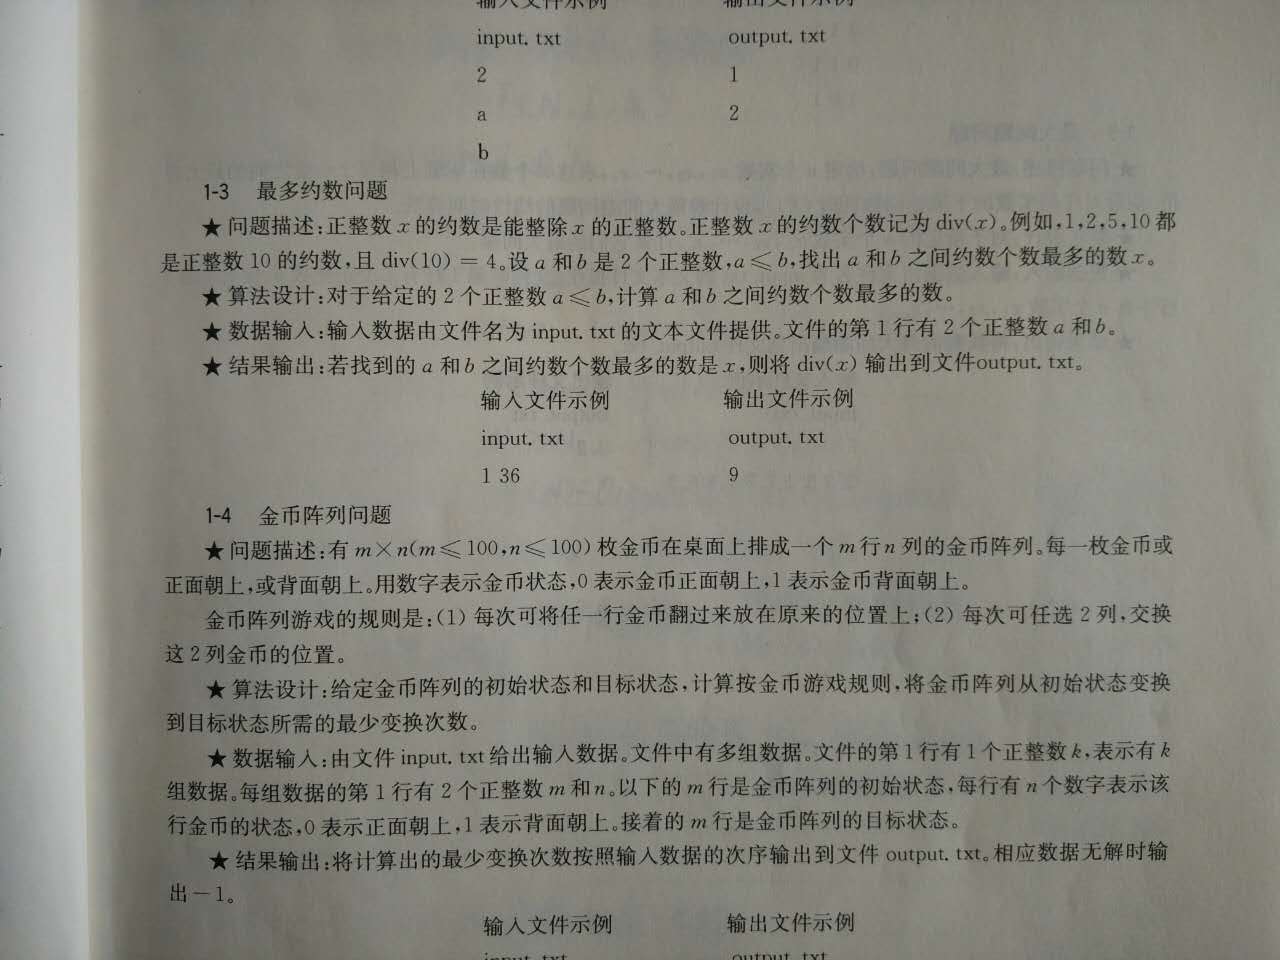 输入文件示例 输出文件示例
input. txt output. txt
2 1
a 2
b
1-3 最多约数问题
★ 问题描述:正整数 x 的约数是能整除 x 的正整数。正整数 x 的约数个数记为 div(x)。例如,1,2,5,10 都
是正整数 10 的约数,且 div(10) = 4。设 a 和 b 是 2 个正整数,a≤b,找出 a 和 b 之间约数个数最多的数 x。
★ 算法设计:对于给定的 2 个正整数 a≤b,计算 a 和 b 之间约数个数最多的数。
★ 数据输入:输入数据由文件名为 input. txt 的文本文件提供。文件的第 1 行有 2 个正整数 a 和 b。
★ 结果输出:若找到的 a 和 b 之间约数个数最多的数是 x,则将 div(x) 输出到文件output. txt。
输入文件示例 输出文件示例
input. txt output. txt
1 36 9
1-4 金币阵列问题
★ 问题描述:有 m×n(m≤100,n≤100) 枚金币在桌面上排成一个 m 行 n 列的金币阵列。每一枚金币或
正面朝上,或背面朝上。用数字表示金币状态,0 表示金币正面朝上,1 表示金币背面朝上。
金币阵列游戏的规则是:(1) 每次可将任一行金币翻过来放在原来的位置上;(2) 每次可任选 2 列,交换
这 2 列金币的位置。
★ 算法设计:给定金币阵列的初始状态和目标状态,计算按金币游戏规则,将金币阵列从初始状态变换
到目标状态所需的最少变换次数。
★ 数据输入:由文件 input. txt 给出输入数据。文件中有多组数据。文件的第 1 行有 1 个正整数 k,表示有 k
组数据。每组数据的第 1 行有 2 个正整数 m 和 n。以下的 m 行是金币阵列的初始状态,每行有 n 个数字表示该
行金币的状态,0 表示正面朝上,1 表示背面朝上。接着的 m 行是金币阵列的目标状态。
★ 结果输出:将计算出的最少变换次数按照输入数据的次序输出到文件 output. txt。相应数据无解时输
出－1。
输入文件示例 输出文件示例
input. txt output. txt